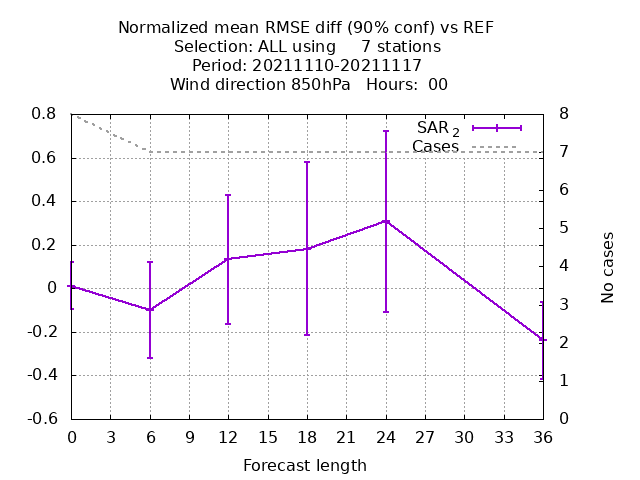 Normalized mean RMSE diff (90% conf) vs REF
Selection: ALL using     7 stations
Period: 20211110-20211117
Wind direction 850hPa   Hours:  00
0.8
0.6
0.4
0.2
0
-0.2
-0.4
-0.6
SAR 2
Cases
8
7
6
5
4
3
2
1
0
No cases
0 3 6 9 12 15 18 21 24 27 30 33 36
Forecast length